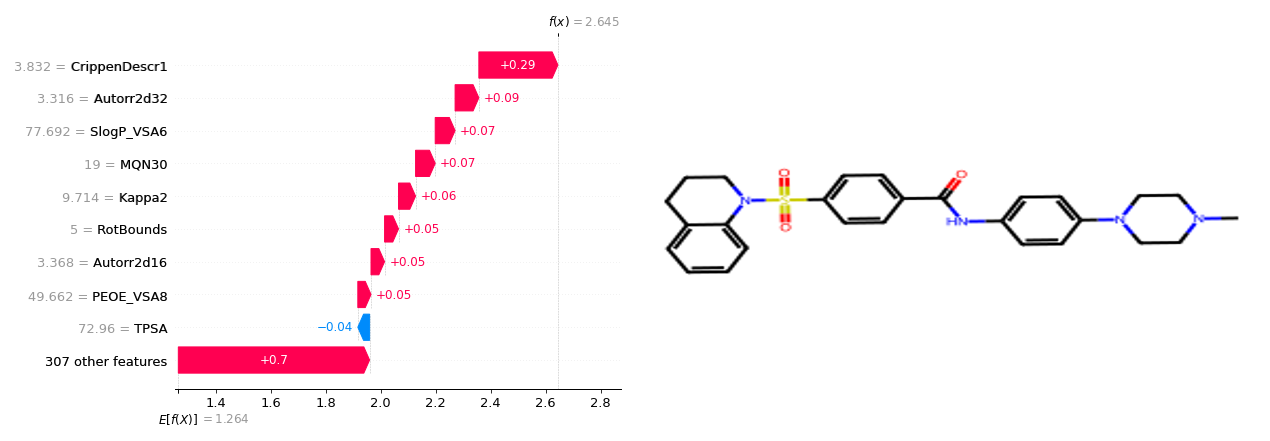 f(x) = 2.645
3.832 = CrippenDescr1 +0.29
3.316 = Autorr2d32 +0.09
77.692 = SlogP_VSA6 +0.07
19 = MQN30 +0.07
9.714 = Kappa2 +0.06
5 = RotBounds +0.05
3.368 = Autorr2d16 +0.05
49.662 = PEOE_VSA8 +0.05
72.96 = TPSA −0.04
307 other features +0.7
1.4 1.6 1.8 2.0 2.2 2.4 2.6 2.8
E[f(X)] = 1.264
O O
N S N N
O HN